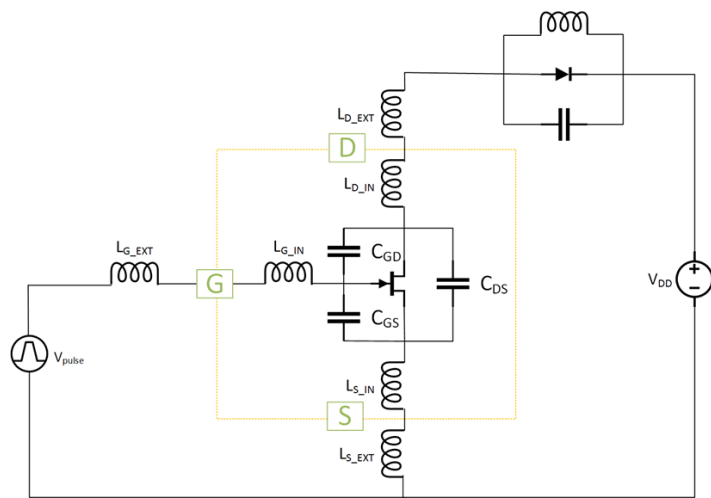 L_D_EXT
D
L_D_IN
L_G_EXT
L_G_IN
C_GD
G
C_DS
V_DD
C_GS
V_pulse
L_S_IN
S
L_S_EXT